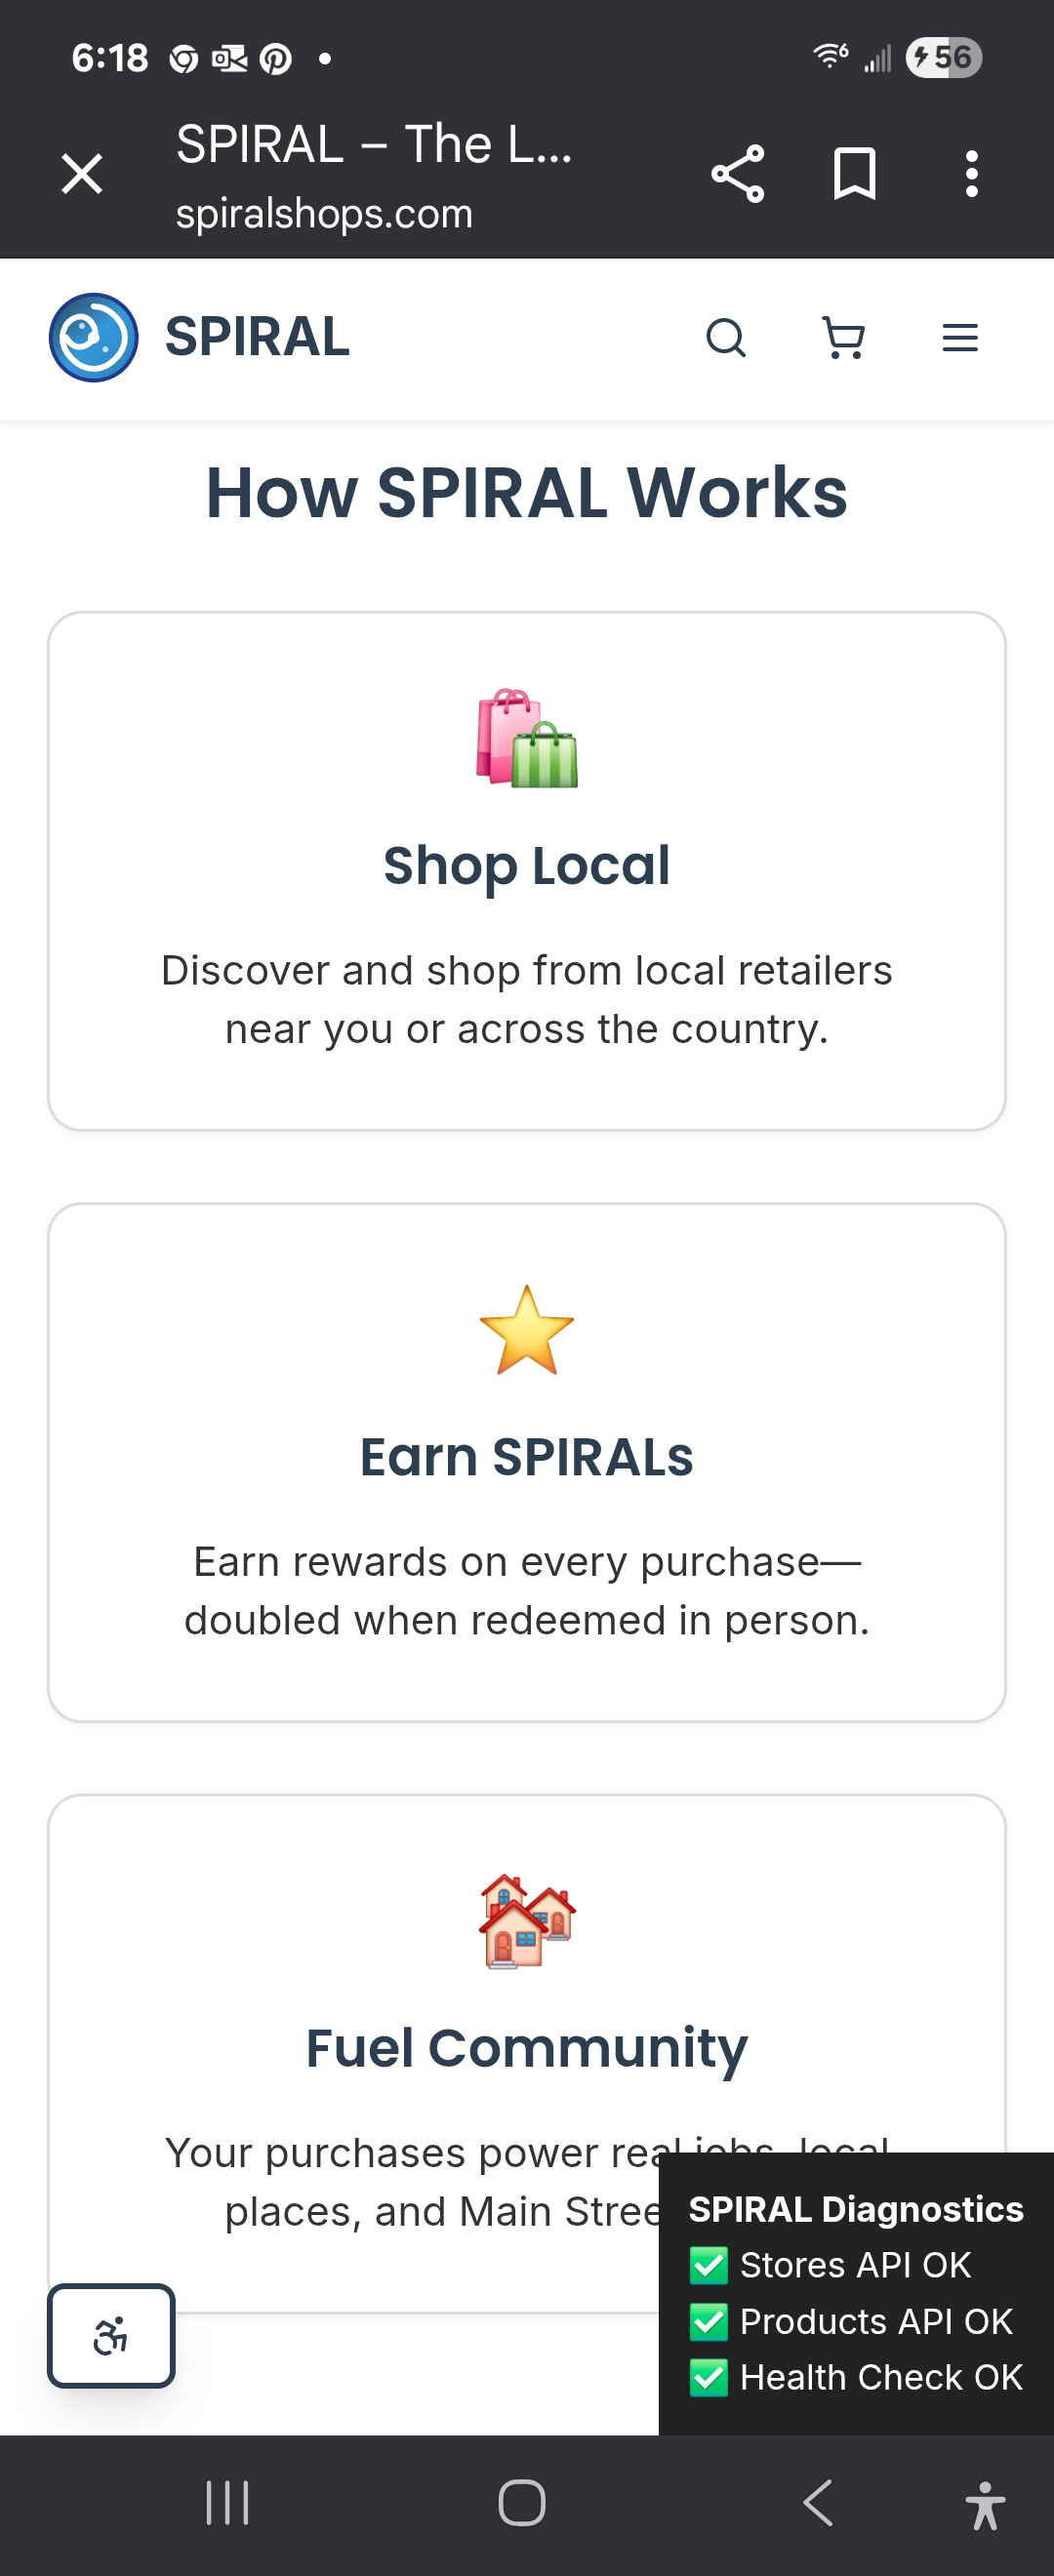 6:18
56
SPIRAL – The L...
spiralshops.com
SPIRAL
How SPIRAL Works
Shop Local
Discover and shop from local retailers
near you or across the country.
Earn SPIRALs
Earn rewards on every purchase—
doubled when redeemed in person.
Fuel Community
Your purchases power real jobs, local
places, and Main Stree
SPIRAL Diagnostics
✅ Stores API OK
✅ Products API OK
✅ Health Check OK